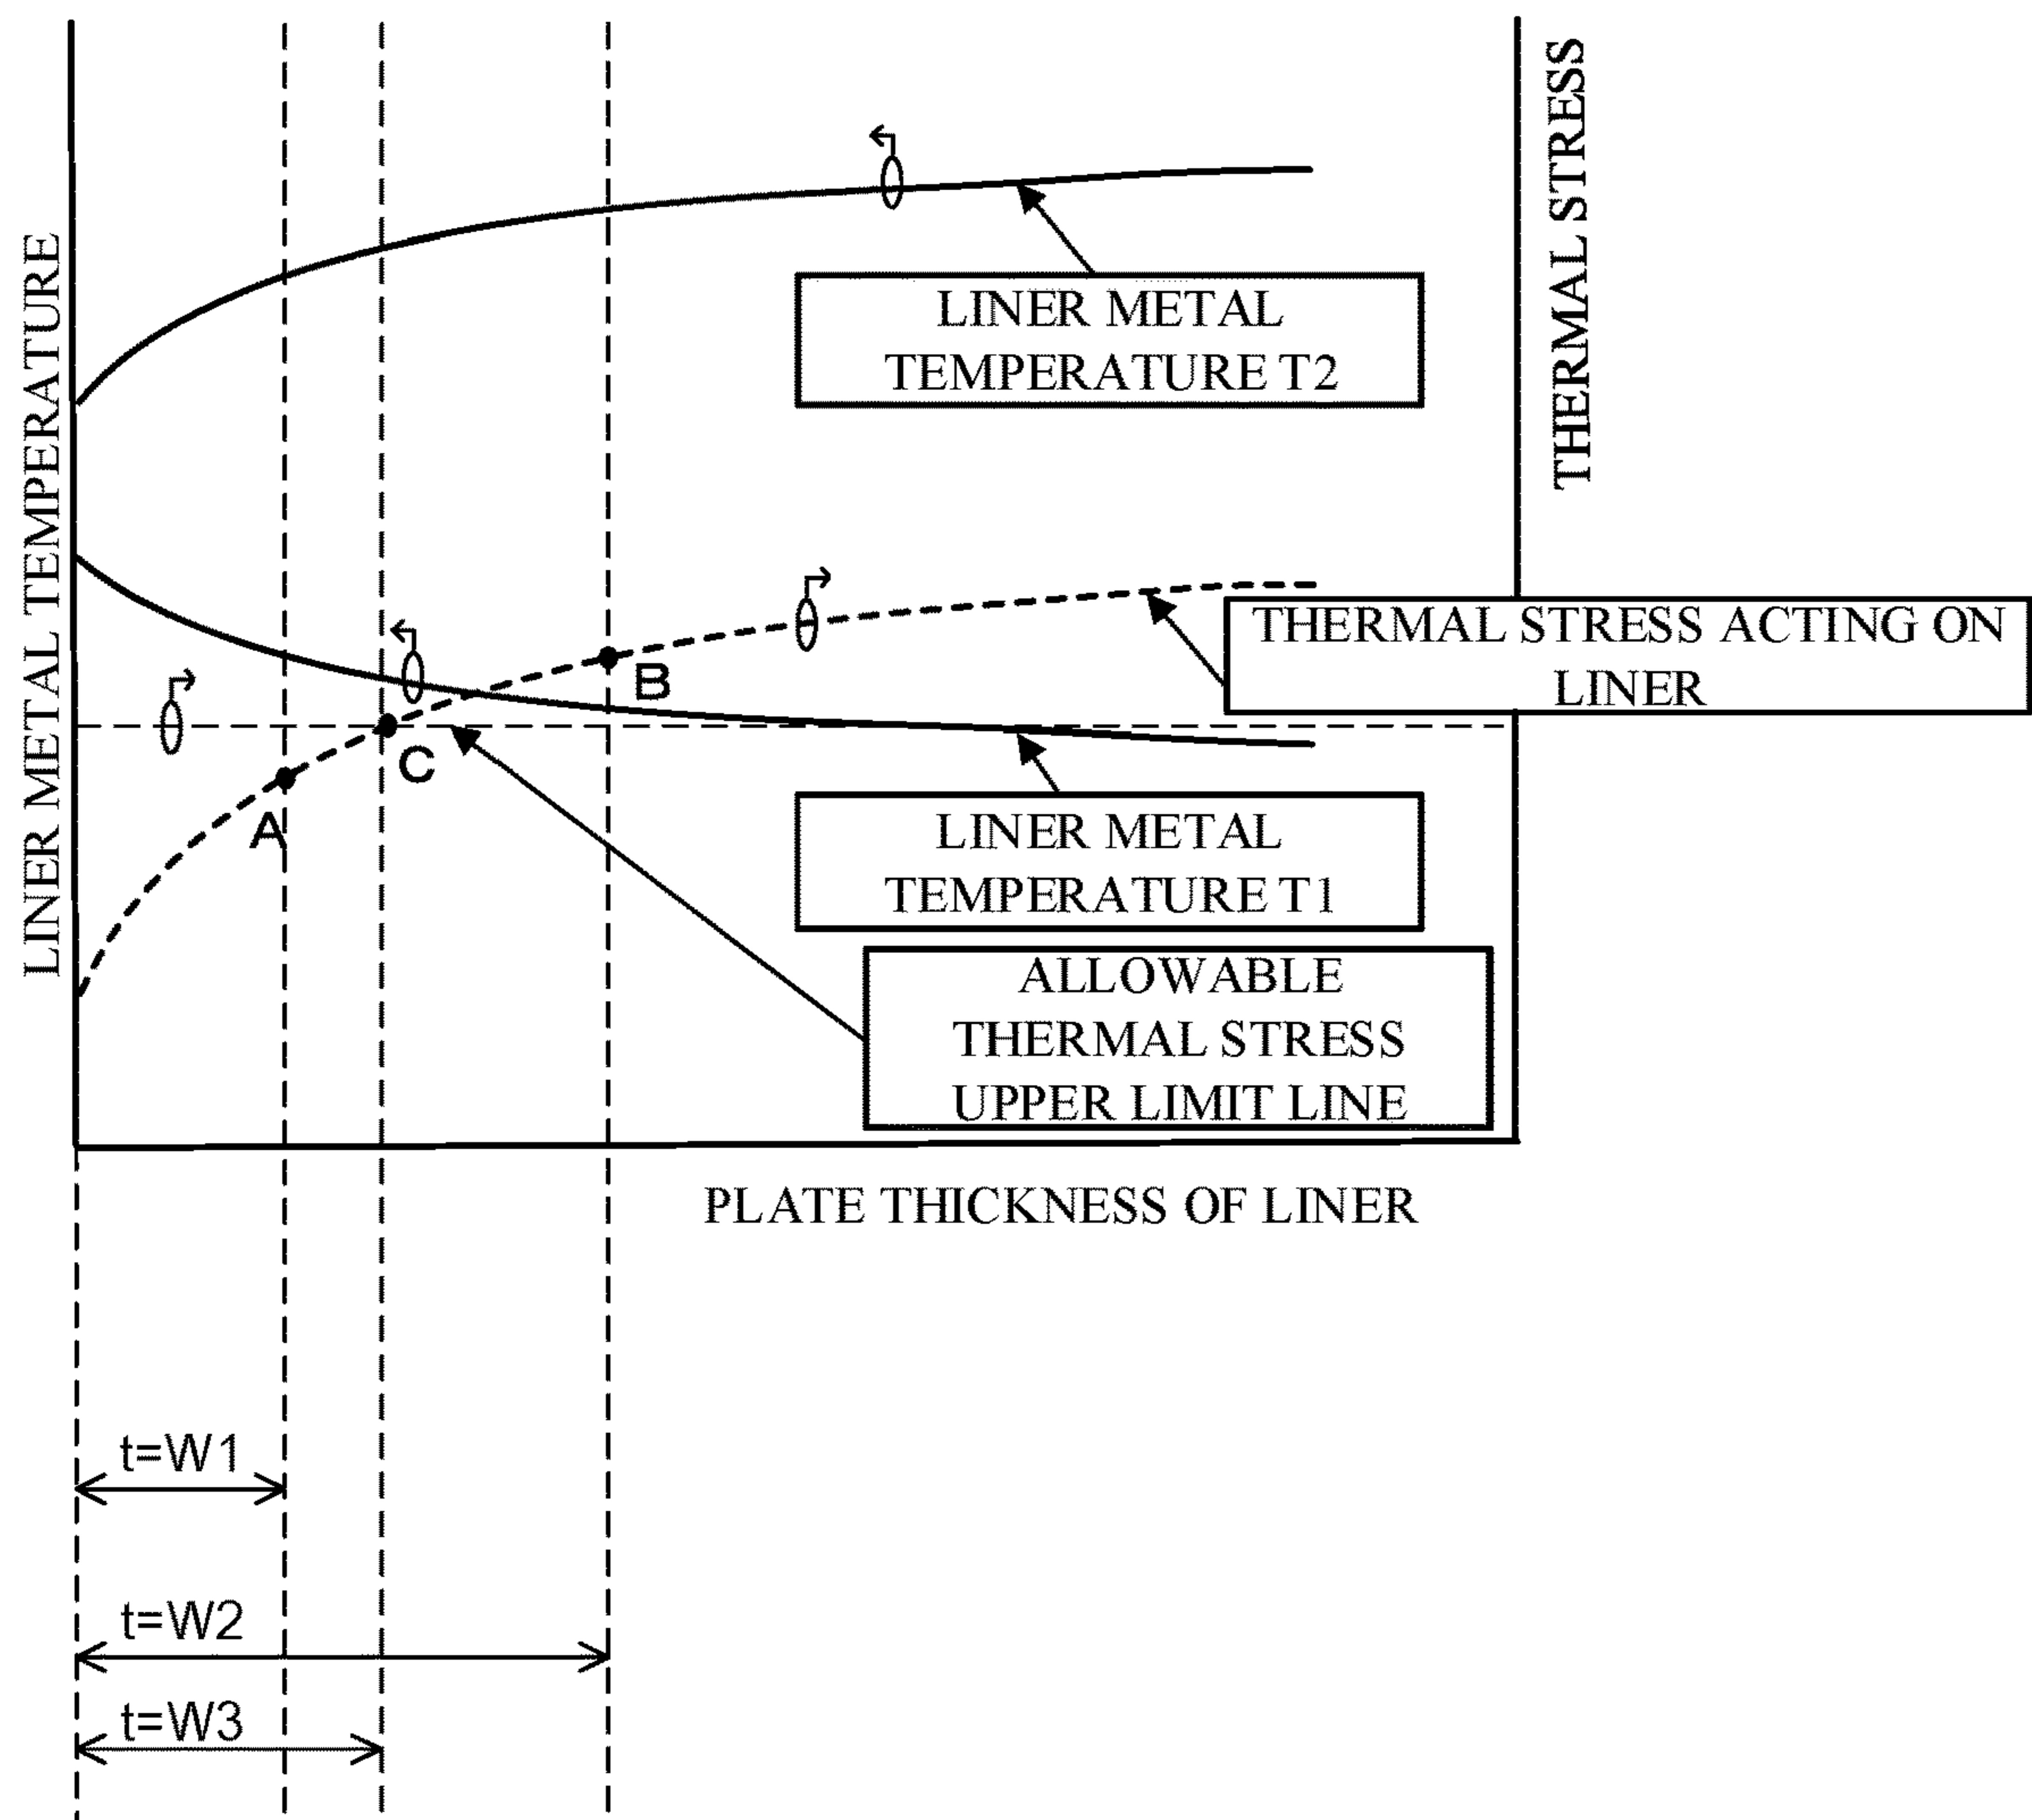 LINER METAL TEMPERATURE
THERMAL STRESS
LINER METAL
TEMPERATURE T2
THERMAL STRESS ACTING ON
LINER
B
C
A
LINER METAL
TEMPERATURE T1
ALLOWABLE
THERMAL STRESS
UPPER LIMIT LINE
PLATE THICKNESS OF LINER
t=W1
t=W2
t=W3